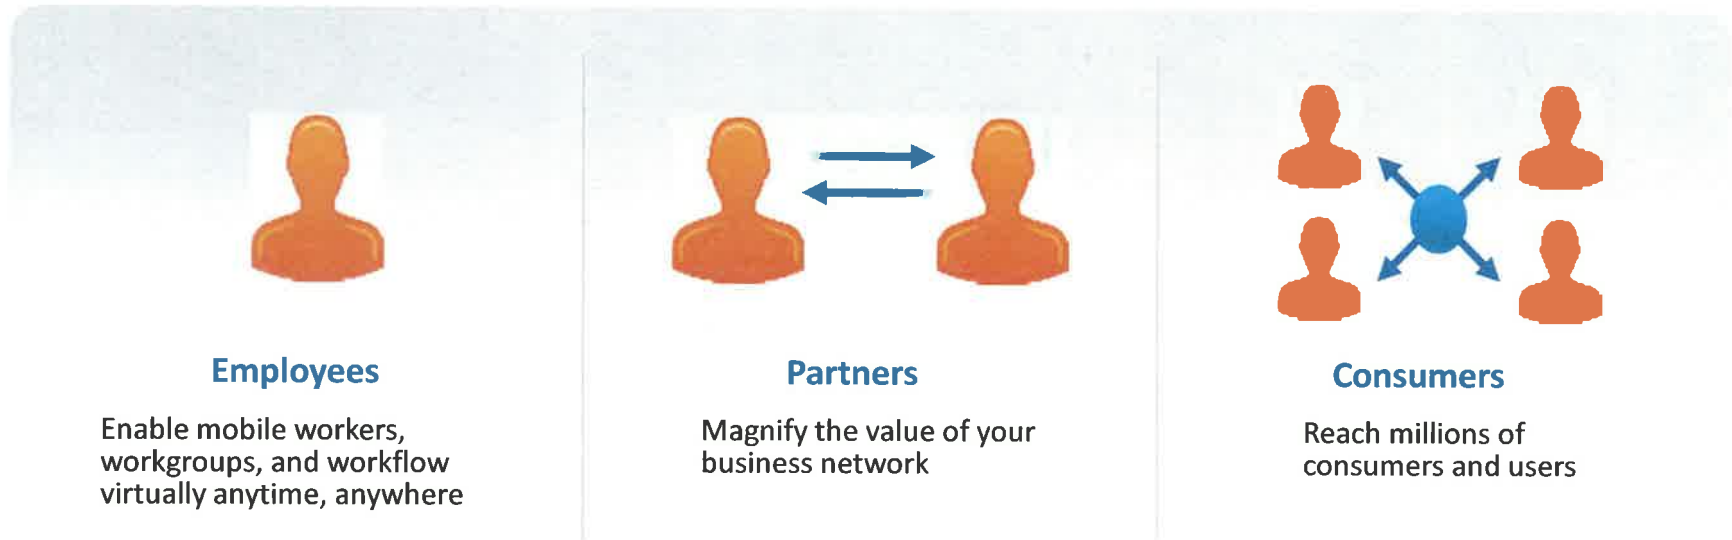 Employees
Enable mobile workers,
workgroups, and workflow
virtually anytime, anywhere
Partners
Magnify the value of your
business network
Consumers
Reach millions of
consumers and users